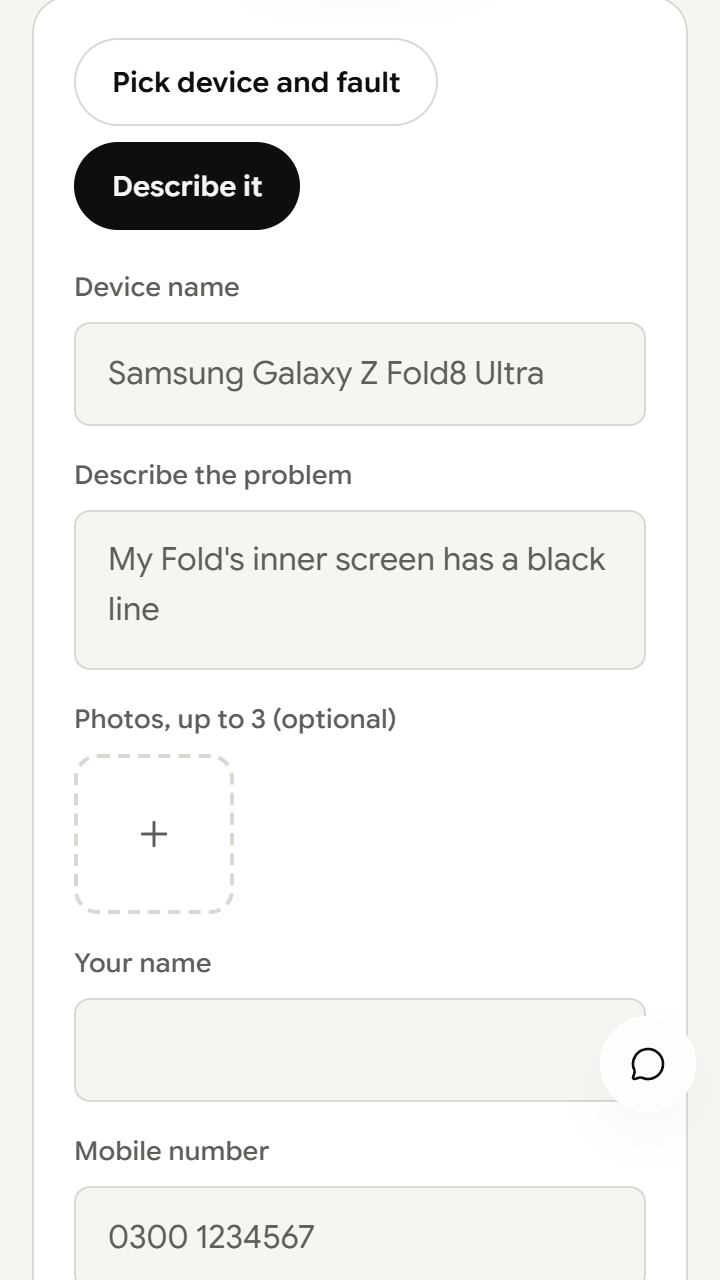 Pick device and fault
Describe it
Device name
Samsung Galaxy Z Fold8 Ultra
Describe the problem
My Fold's inner screen has a black
line
Photos, up to 3 (optional)
Your name
Mobile number
0300 1234567